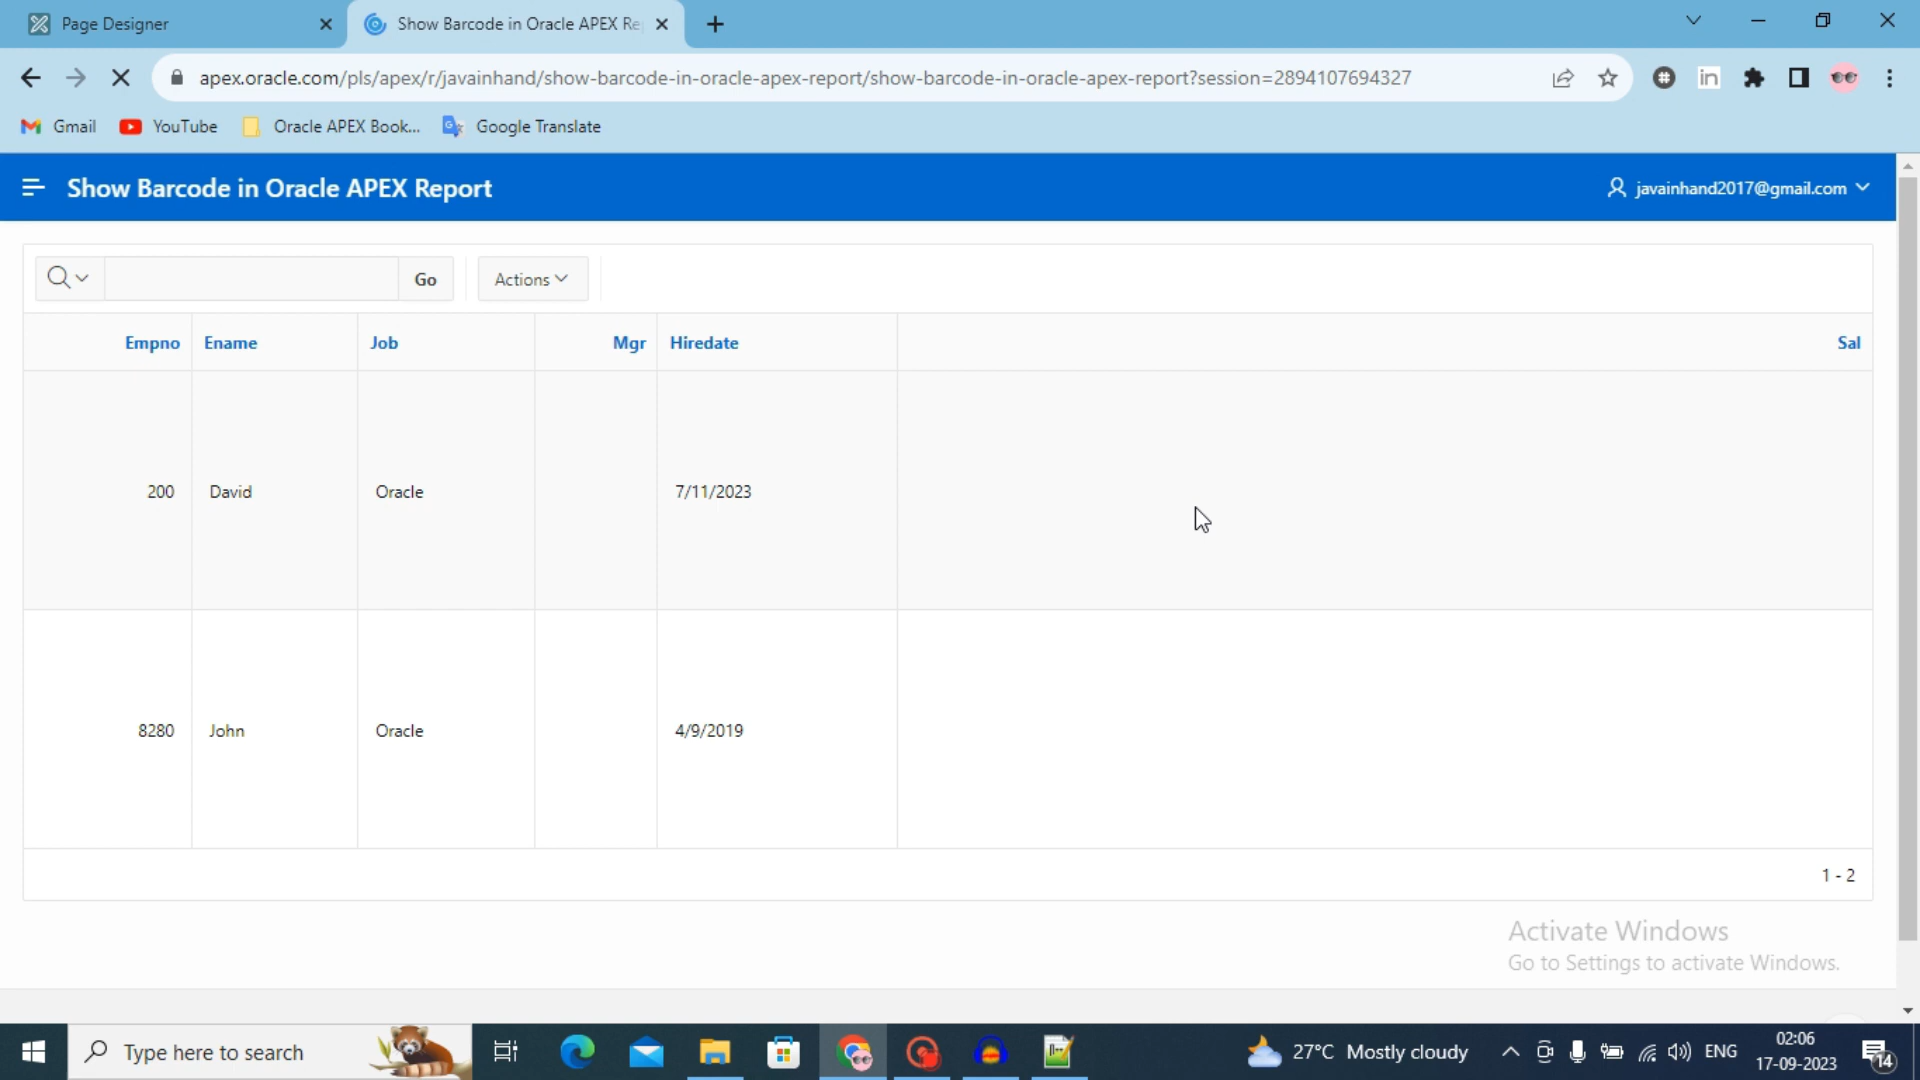 Page Designer
Show Barcode in Oracle APEX Re
apex.oracle.com/pls/apex/r/javainhand/show-barcode-in-oracle-apex-report/show-barcode-in-oracle-apex-report?session=2894107694327
Gmail YouTube Oracle APEX Book... Google Translate
Show Barcode in Oracle APEX Report
javainhand2017@gmail.com
Go
Actions
Empno Ename Job Mgr Hiredate Sal
200 David Oracle 7/11/2023
8280 John Oracle 4/9/2019
1 - 2
Activate Windows
Go to Settings to activate Windows.
Type here to search
27°C Mostly cloudy
ENG
02:06
17-09-2023
14